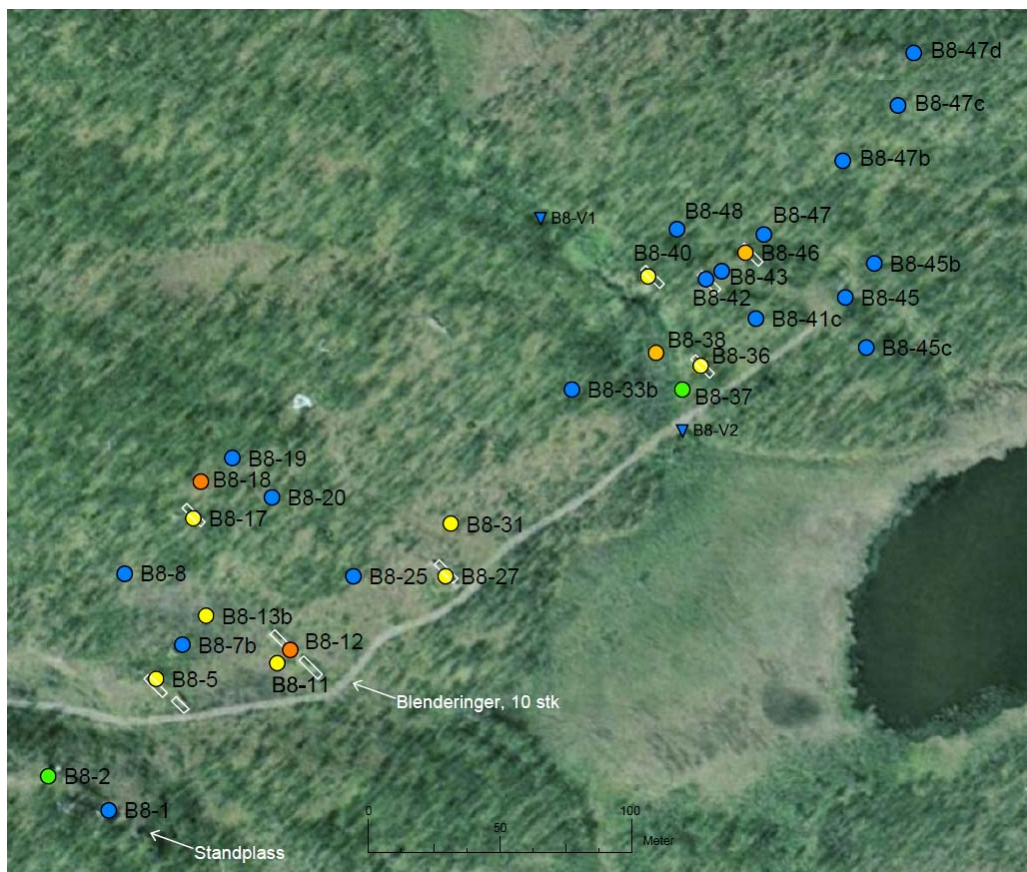 B8-47d
B8-47c
B8-47b
B8-V1
B8-48
B8-47
B8-40
B8-46
B8-45b
B8-43
B8-42
B8-45
B8-41c
B8-38
B8-45c
B8-36
B8-33b
B8-37
B8-V2
B8-19
B8-18
B8-20
B8-17
B8-31
B8-8
B8-25
B8-27
B8-13b
B8-12
B8-7b
B8-5
B8-11
Blenderinger, 10 stk
B8-2
B8-1
Standplass
0
100
50
Meter